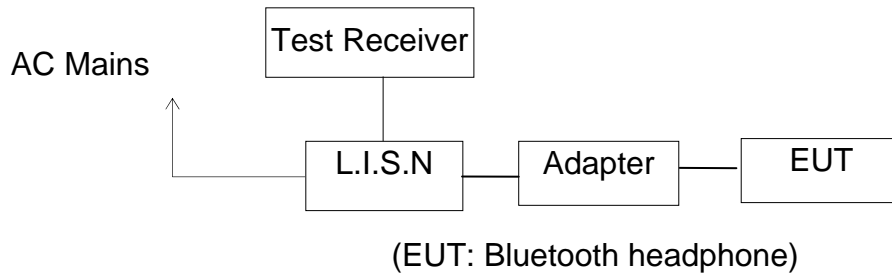 Test Receiver
AC Mains
L.I.S.N
Adapter
EUT
(EUT: Bluetooth headphone)